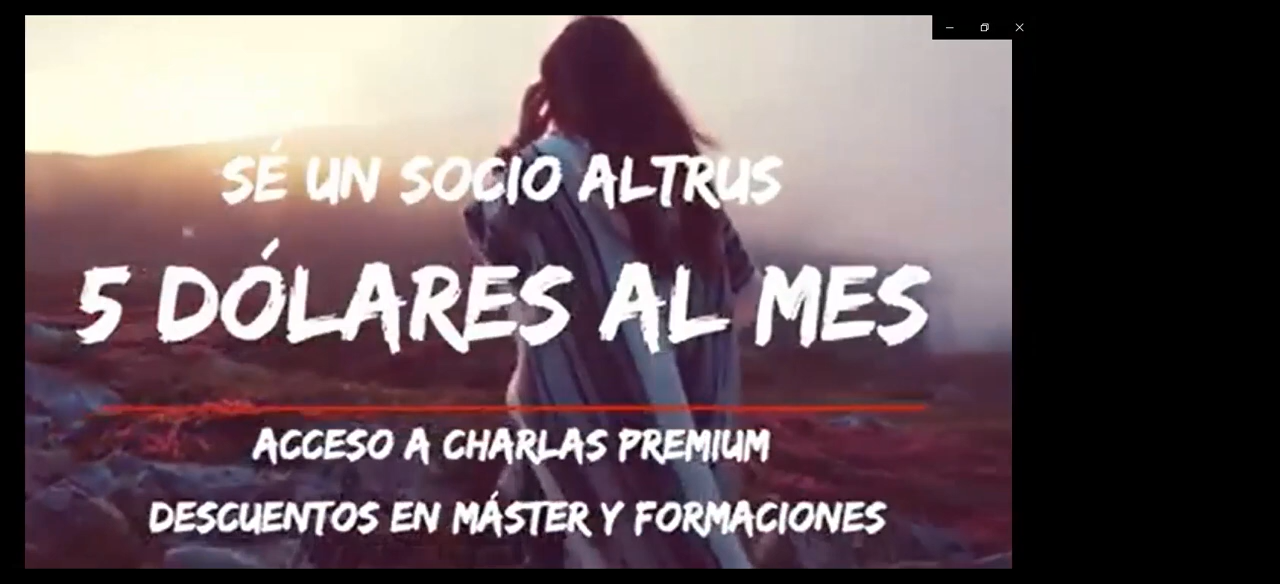 SÉ UN SOCIO ALTRUS
5 DÓLARES AL MES
ACCESO A CHARLAS PREMIUM
DESCUENTOS EN MÁSTER Y FORMACIONES